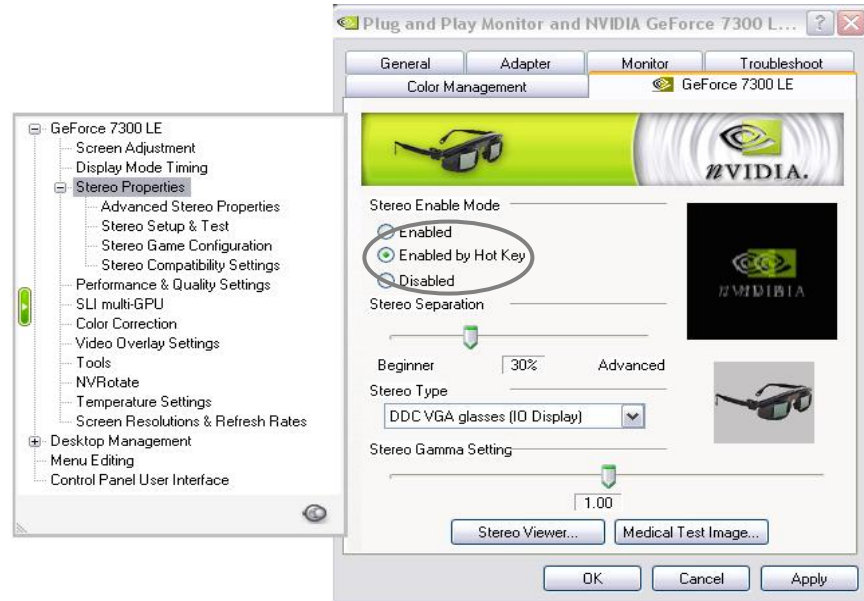 Plug and Play Monitor and NVIDIA GeForce 7300 L...
General Adapter Monitor Troubleshoot
Color Management GeForce 7300 LE
GeForce 7300 LE
Screen Adjustment
Display Mode Timing
Stereo Properties
Advanced Stereo Properties
Stereo Setup & Test
Stereo Game Configuration
Stereo Compatibility Settings
Performance & Quality Settings
SLI multi-GPU
Color Correction
Video Overlay Settings
Tools
NVRotate
Temperature Settings
Screen Resolutions & Refresh Rates
Desktop Management
Menu Editing
Control Panel User Interface
nVIDIA.
Stereo Enable Mode
Enabled
Enabled by Hot Key
Disabled
Stereo Separation
Beginner 30% Advanced
Stereo Type
DDC VGA glasses (IO Display)
Stereo Gamma Setting
1.00
Stereo Viewer... Medical Test Image...
OK Cancel Apply